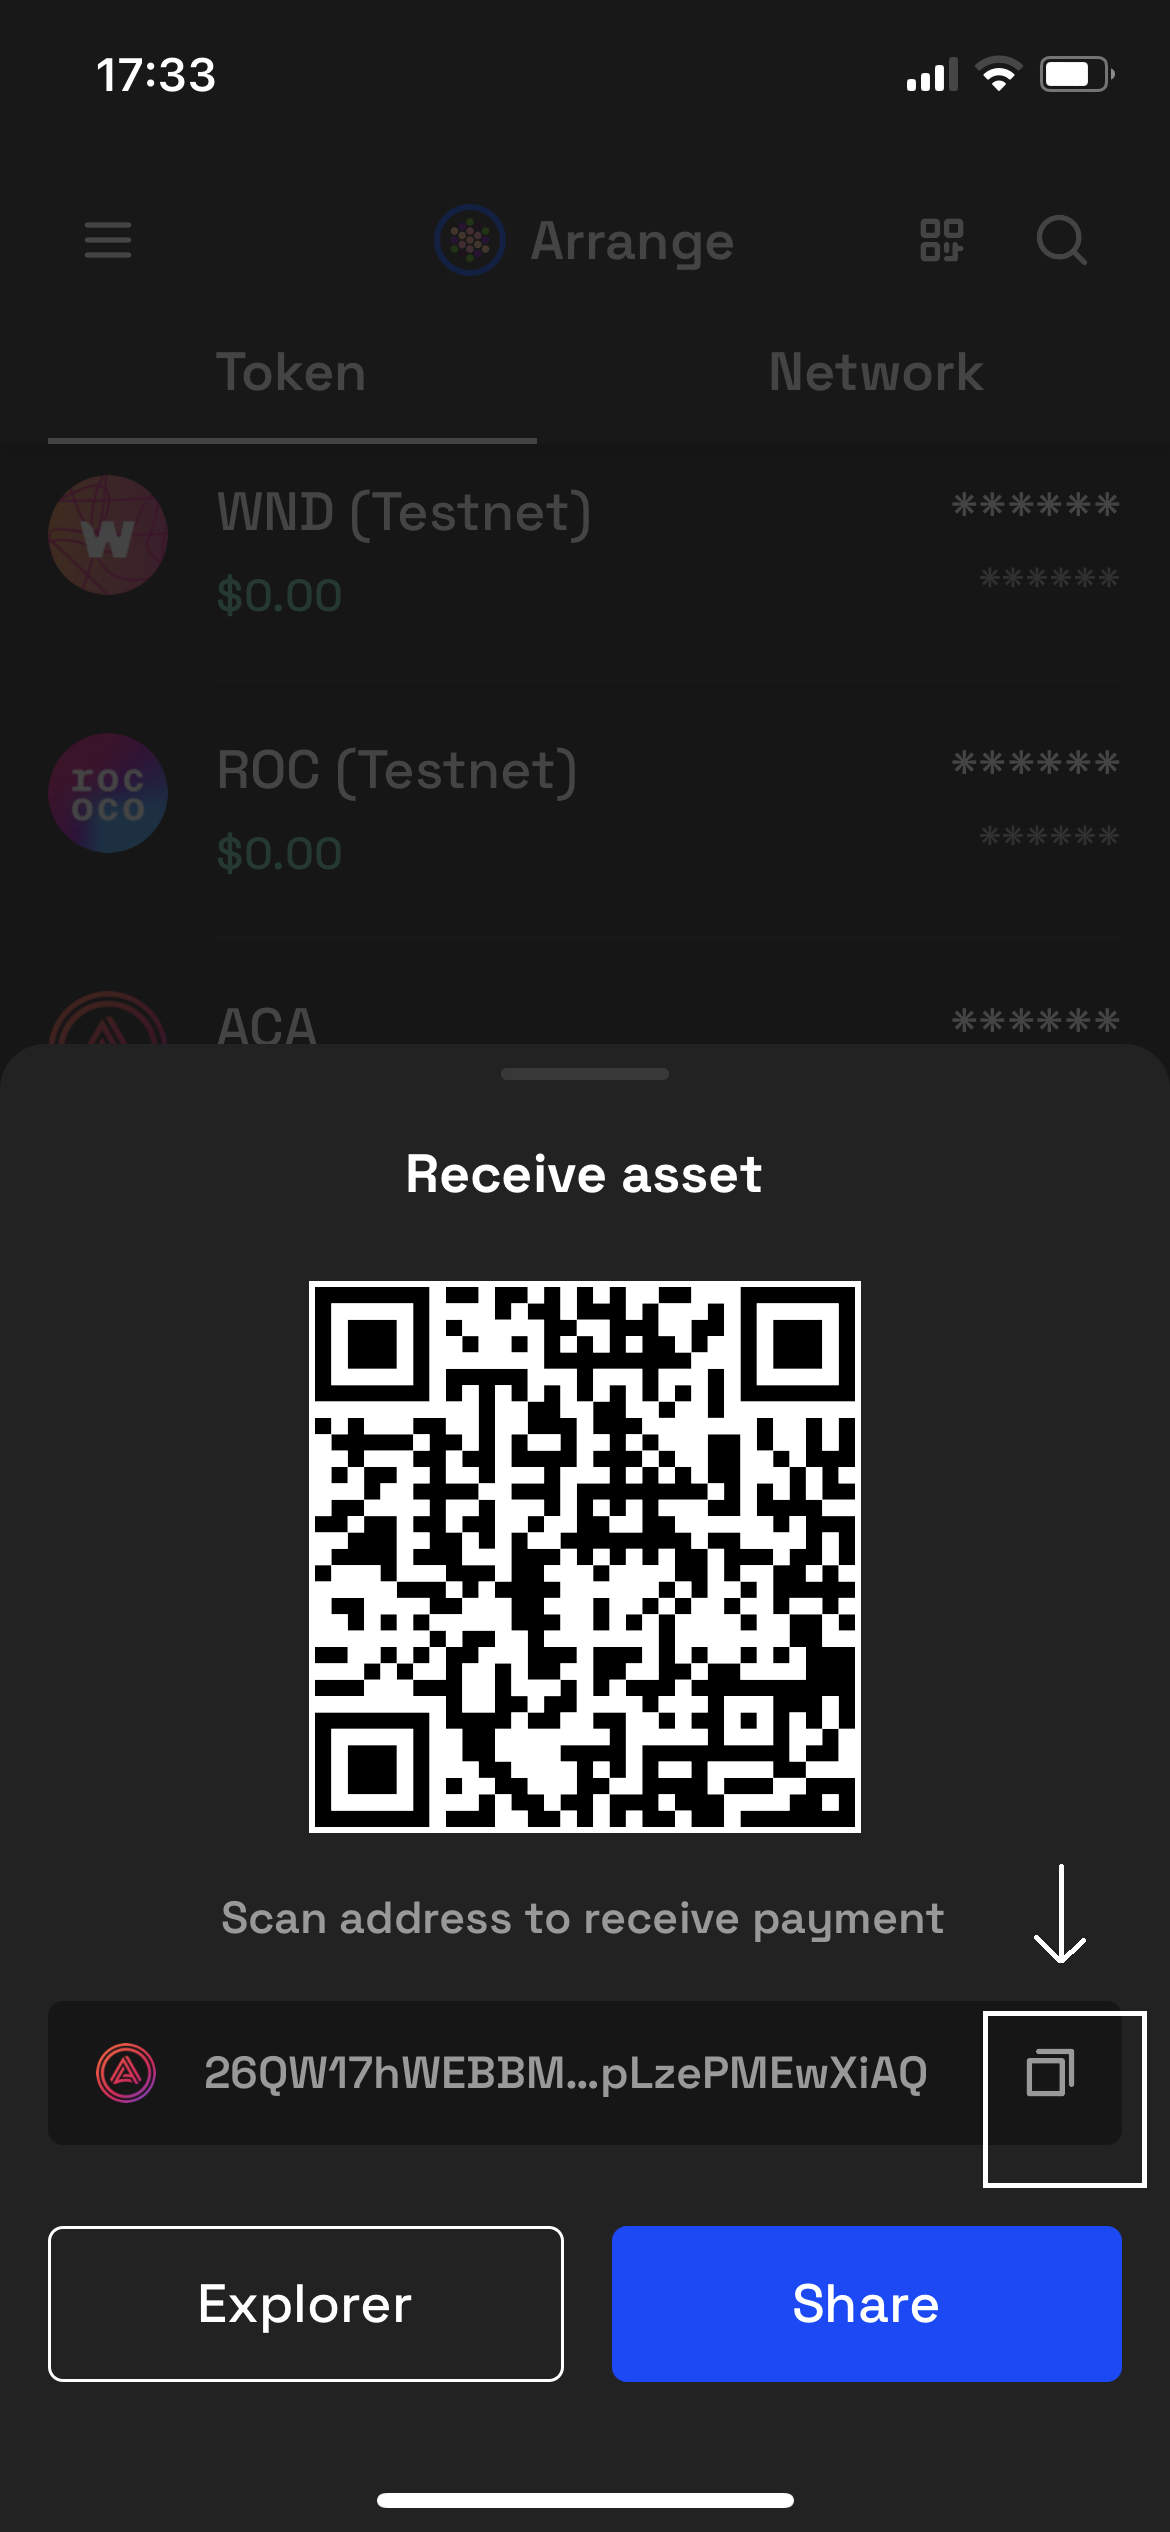 17:33
Arrange
Token Network
WND (Testnet) ******
$0.00 ******
W
ROC (Testnet) ******
$0.00 ******
roc
oco
ACA ******
Receive asset
Scan address to receive payment
26QW17hWEBBM...pLzePMEwXiAQ
Explorer Share